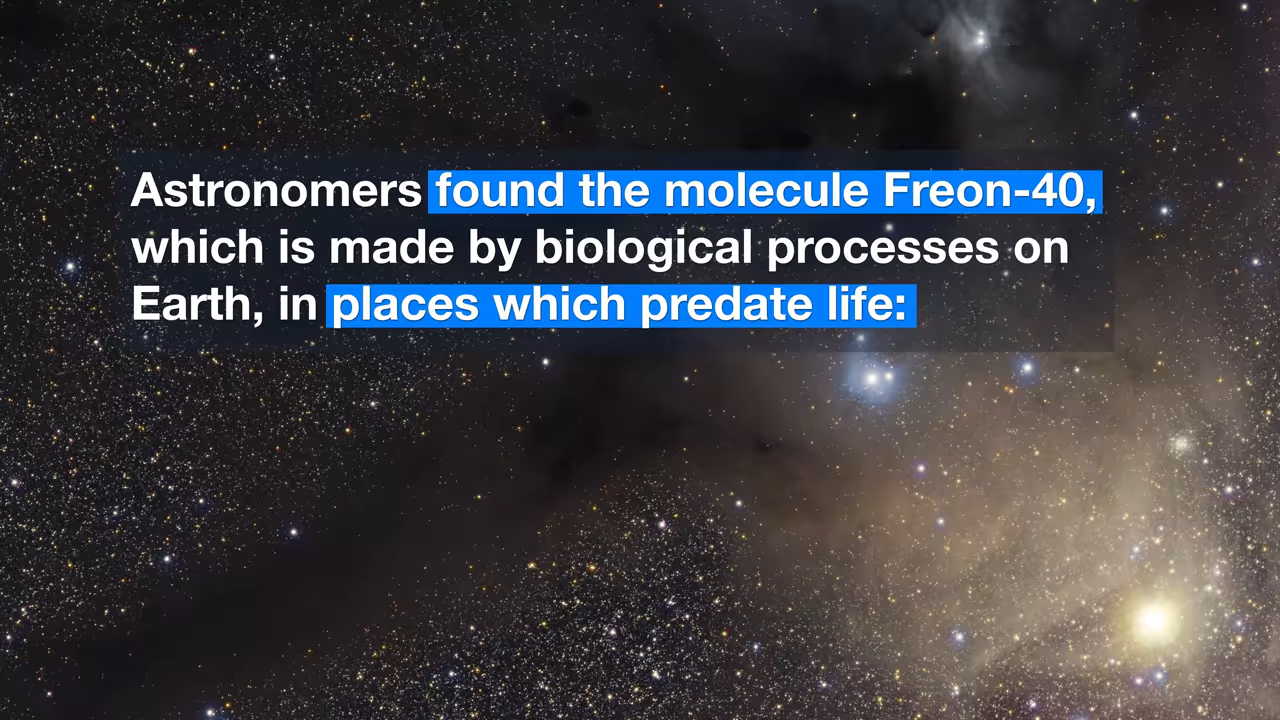 Astronomers found the molecule Freon-40,
which is made by biological processes on
Earth, in places which predate life: